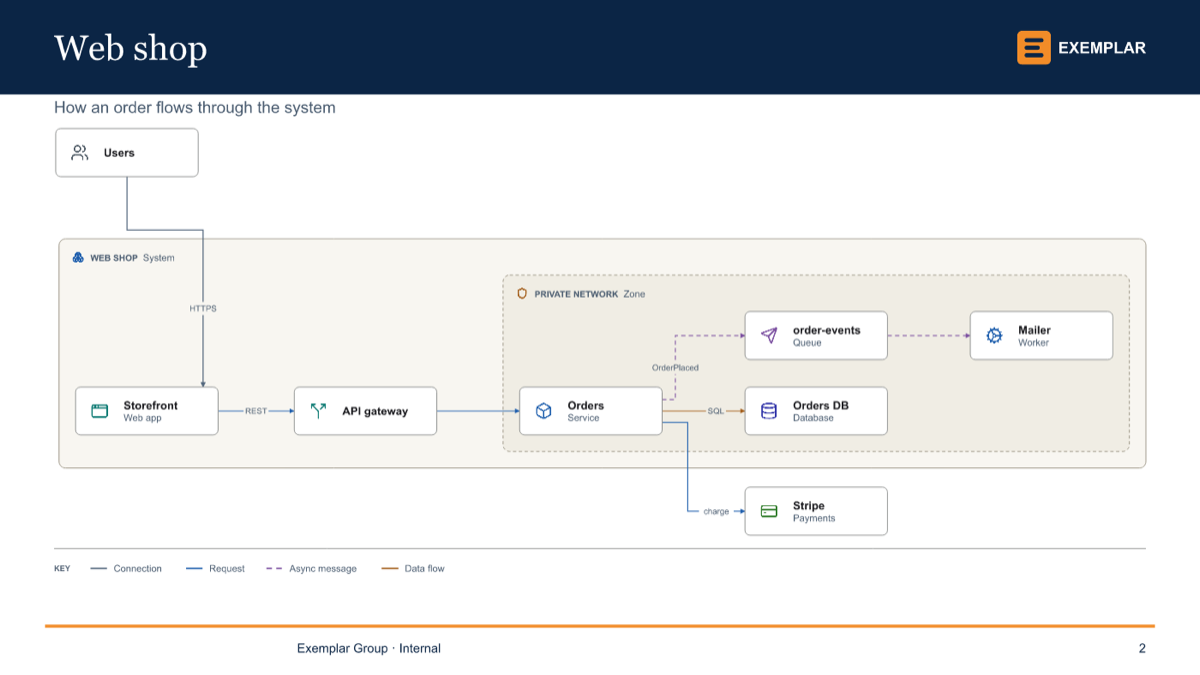 Web shop
EXEMPLAR
How an order flows through the system
Users
WEB SHOP System
HTTPS
PRIVATE NETWORK Zone
order-events
Queue
Mailer
Worker
OrderPlaced
Storefront
Web app
REST
API gateway
Orders
Service
SQL
Orders DB
Database
charge
Stripe
Payments
KEY Connection Request Async message Data flow
Exemplar Group · Internal
2